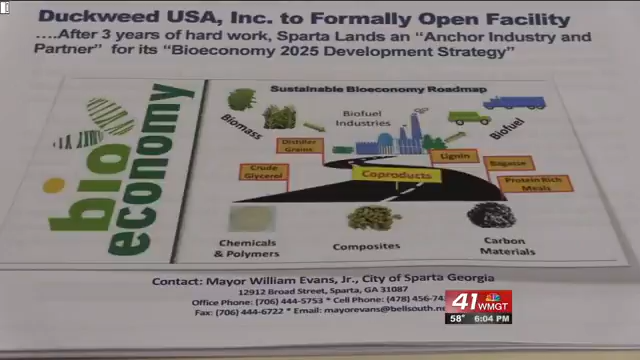 Duckweed USA, Inc. to Formally Open Facility
....After 3 years of hard work, Sparta Lands an "Anchor Industry and
Partner" for its "Bioeconomy 2025 Development Strategy"
bio
economy
Sustainable Bioeconomy Roadmap
Biomass
Biofuel
Industries
Biofuel
Distiller
Grains
Lignin
Bagasse
Crude
Glycerol
Coproducts
Protein Rich
Meals
Chemicals
& Polymers
Composites
Carbon
Materials
Contact: Mayor William Evans, Jr., City of Sparta Georgia
12912 Broad Street, Sparta, GA 31087
Office Phone: (706) 444-5753 * Cell Phone: (478) 456-74
Fax: (706) 444-6722 * Email: mayorevans@bellsouth.n
41 WMGT
58° 6:04 PM